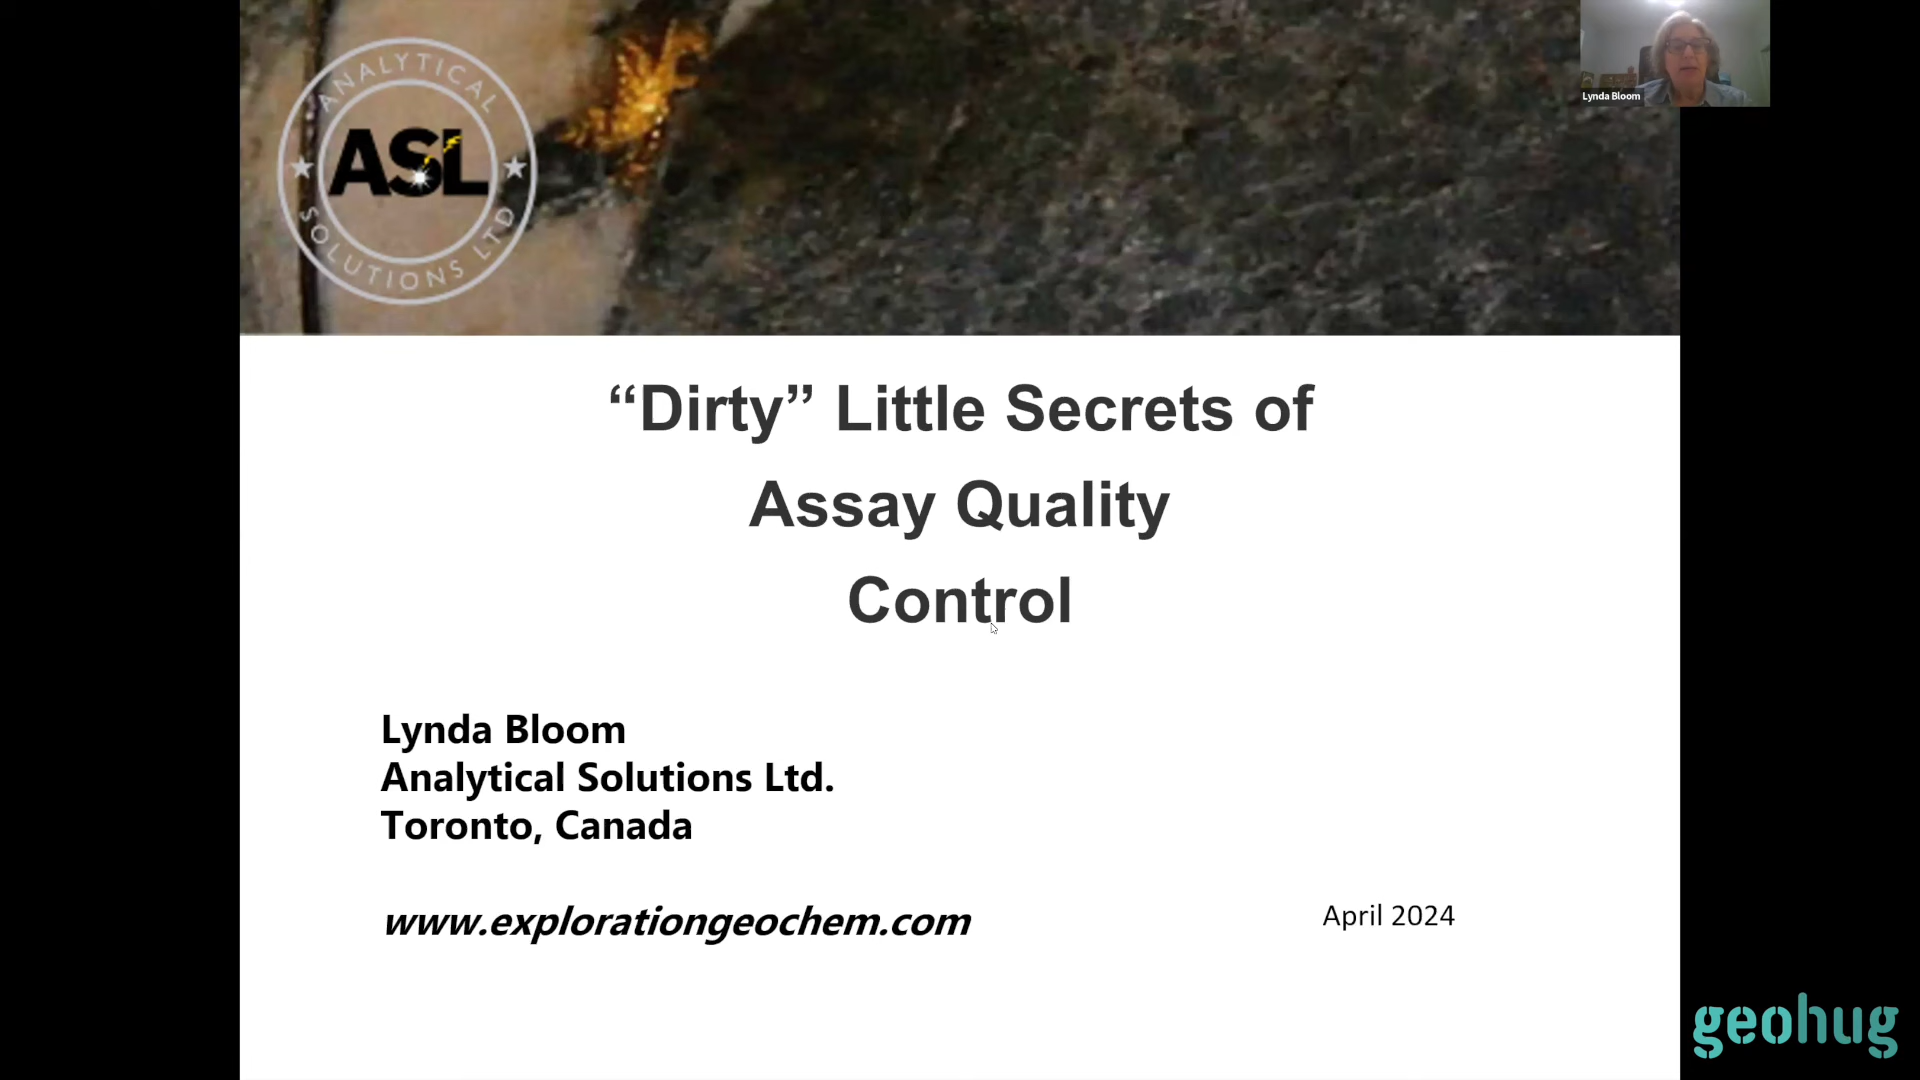 ANALYTICAL
ASL
SOLUTIONS LTD
Lynda Bloom
“Dirty” Little Secrets of
Assay Quality
Control
Lynda Bloom
Analytical Solutions Ltd.
Toronto, Canada
www.explorationgeochem.com
April 2024
geohug